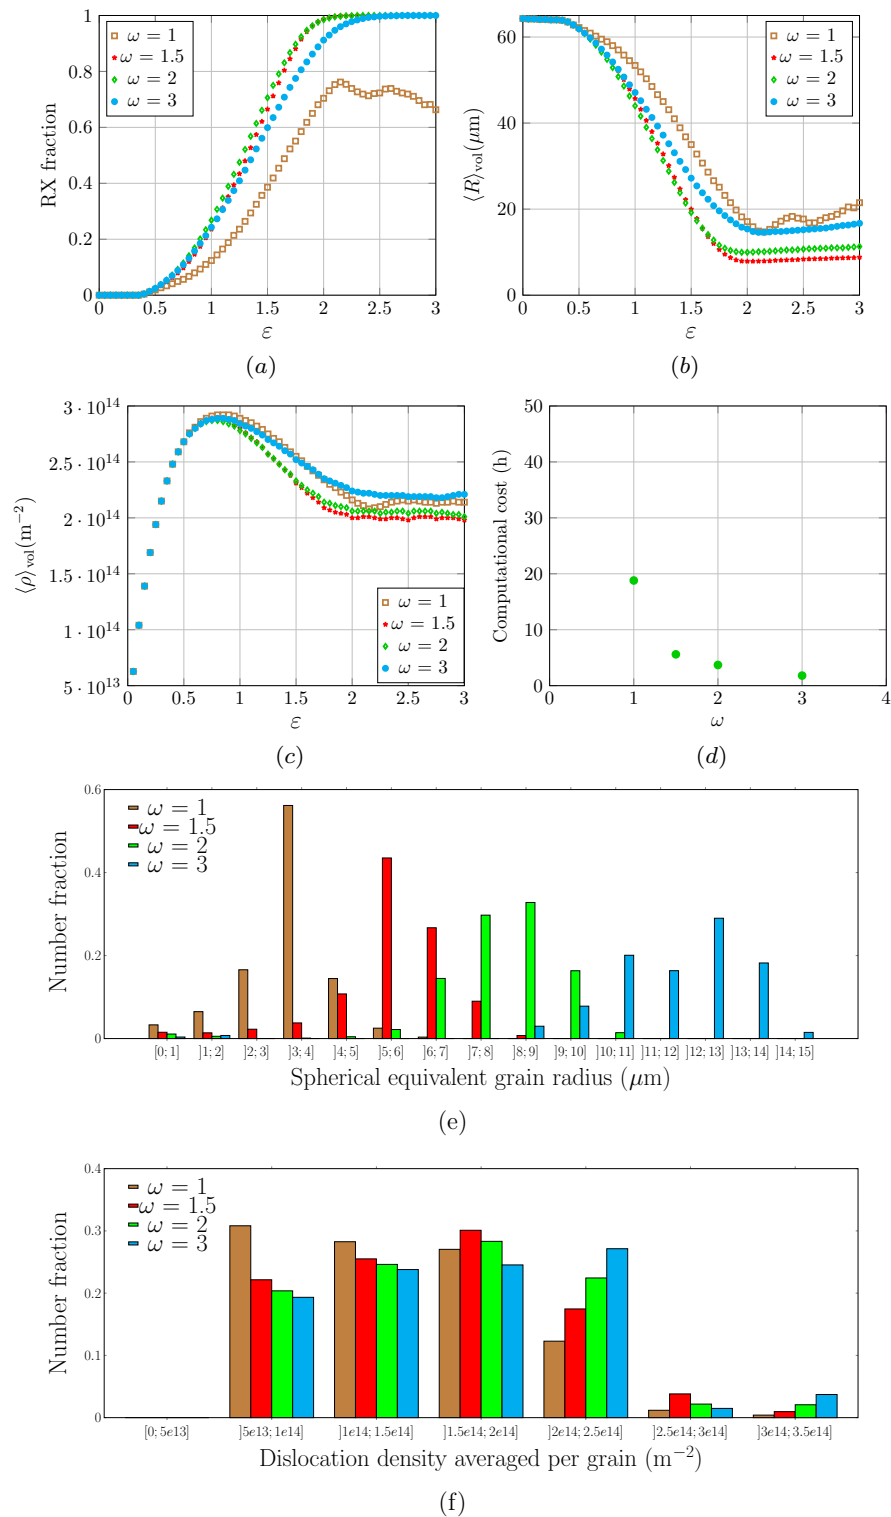 1
0.8
0.6
0.4
0.2
0
RX fraction
ω = 1
ω = 1.5
ω = 2
ω = 3
0 0.5 1 1.5 2 2.5 3
ε
(a)
60
40
20
0
⟨R⟩vol(μm)
ω = 1
ω = 1.5
ω = 2
ω = 3
0 0.5 1 1.5 2 2.5 3
ε
(b)
3 · 10^14
2.5 · 10^14
2 · 10^14
1.5 · 10^14
1 · 10^14
5 · 10^13
⟨ρ⟩vol(m^−2)
ω = 1
ω = 1.5
ω = 2
ω = 3
0 0.5 1 1.5 2 2.5 3
ε
(c)
50
40
30
20
10
0
Computational cost (h)
0 1 2 3 4
ω
(d)
0.6
0.4
0.2
0
Number fraction
ω = 1
ω = 1.5
ω = 2
ω = 3
[0; 1] ]1; 2] ]2; 3] ]3; 4] ]4; 5] ]5; 6] ]6; 7] ]7; 8] ]8; 9] ]9; 10] ]10; 11] ]11; 12] ]12; 13] ]13; 14] ]14; 15]
Spherical equivalent grain radius (μm)
(e)
0.4
0.3
0.2
0.1
0
Number fraction
ω = 1
ω = 1.5
ω = 2
ω = 3
[0; 5e13] ]5e13; 1e14] ]1e14; 1.5e14] ]1.5e14; 2e14] ]2e14; 2.5e14] ]2.5e14; 3e14] ]3e14; 3.5e14]
Dislocation density averaged per grain (m^−2)
(f)